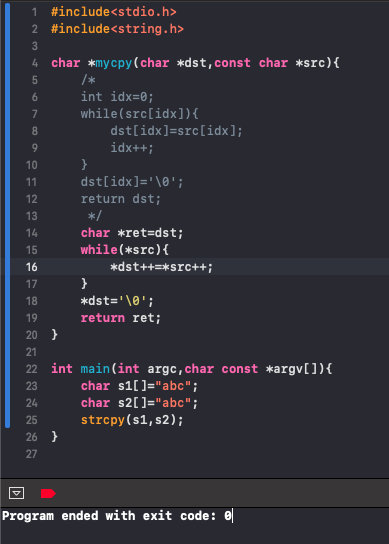 1 #include<stdio.h>
2 #include<string.h>
3
4 char *mycpy(char *dst,const char *src){
5     /*
6     int idx=0;
7     while(src[idx]){
8         dst[idx]=src[idx];
9         idx++;
10     }
11     dst[idx]='\0';
12     return dst;
13      */
14     char *ret=dst;
15     while(*src){
16         *dst++=*src++;
17     }
18     *dst='\0';
19     return ret;
20 }
21
22 int main(int argc,char const *argv[]){
23     char s1[]="abc";
24     char s2[]="abc";
25     strcpy(s1,s2);
26 }
27
Program ended with exit code: 0